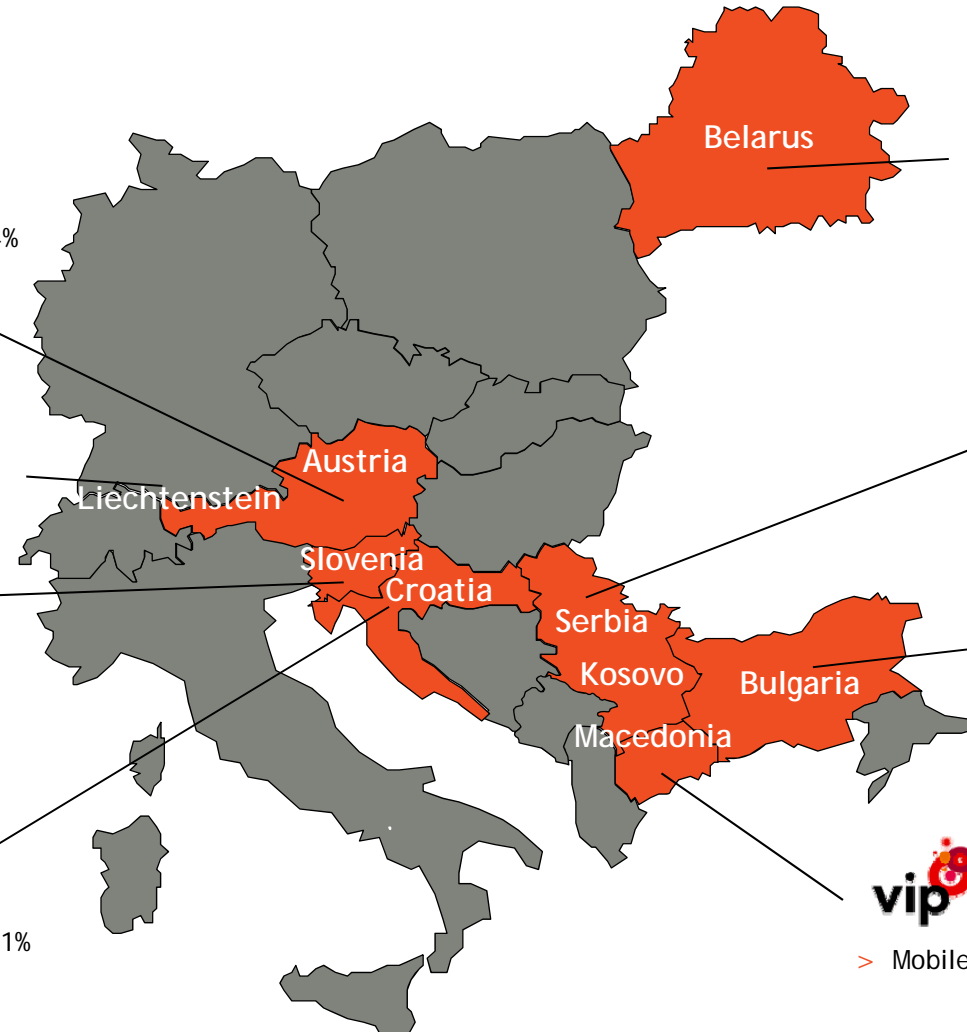 Belarus
%
Austria
Liechtenstein
Slovenia
Croatia
Serbia
Kosovo
Bulgaria
Macedonia
vip
1%
> Mobile